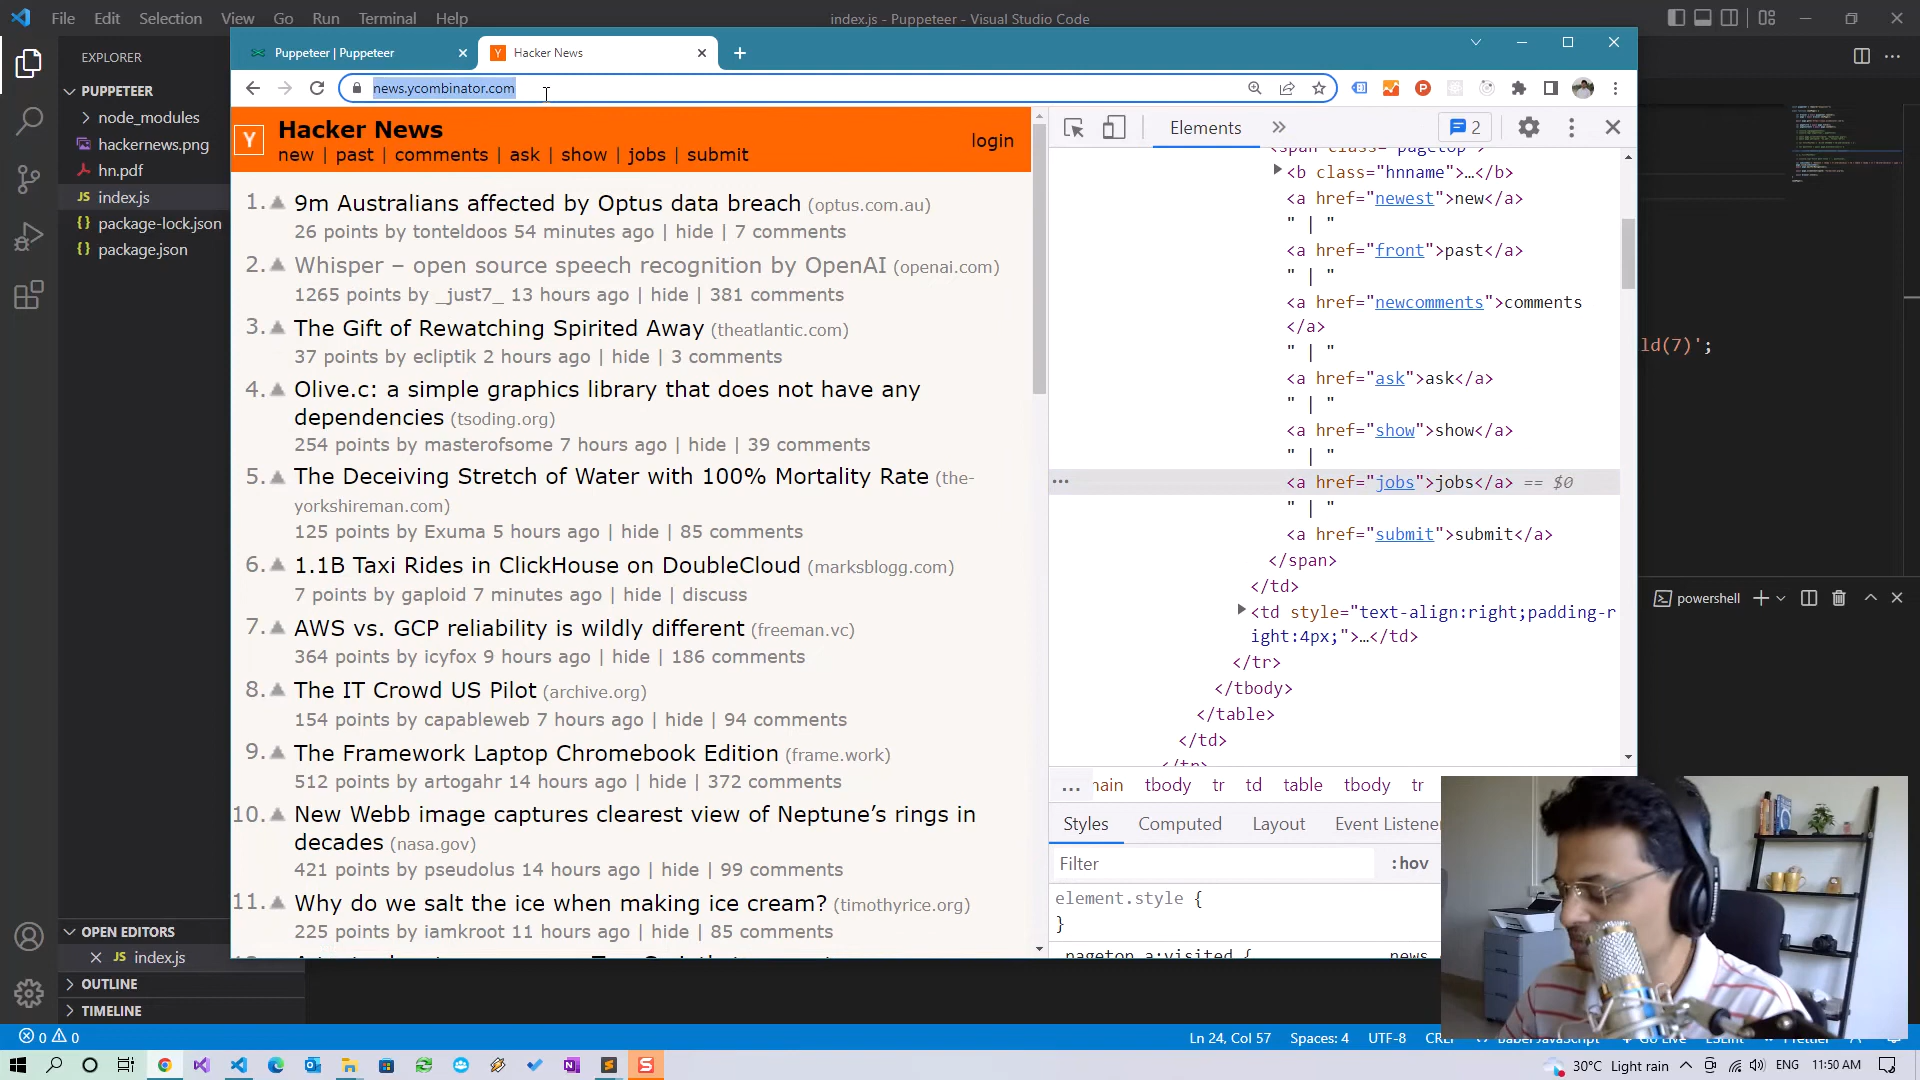 File Edit Selection View Go Run Terminal Help
index.js - Puppeteer - Visual Studio Code
EXPLORER
PUPPETEER
node_modules
hackernews.png
hn.pdf
JS index.js
{} package-lock.json
{} package.json
OPEN EDITORS
JS index.js
OUTLINE
TIMELINE
Puppeteer | Puppeteer
Hacker News
news.ycombinator.com
Y
Hacker News
new | past | comments | ask | show | jobs | submit
login
1. 9m Australians affected by Optus data breach (optus.com.au)
26 points by tonteldoos 54 minutes ago | hide | 7 comments
2. Whisper – open source speech recognition by OpenAI (openai.com)
1265 points by _just7_ 13 hours ago | hide | 381 comments
3. The Gift of Rewatching Spirited Away (theatlantic.com)
37 points by ecliptik 2 hours ago | hide | 3 comments
4. Olive.c: a simple graphics library that does not have any
dependencies (tsoding.org)
254 points by masterofsome 7 hours ago | hide | 39 comments
5. The Deceiving Stretch of Water with 100% Mortality Rate (the-
yorkshireman.com)
125 points by Exuma 5 hours ago | hide | 85 comments
6. 1.1B Taxi Rides in ClickHouse on DoubleCloud (marksblogg.com)
7 points by gaploid 7 minutes ago | hide | discuss
7. AWS vs. GCP reliability is wildly different (freeman.vc)
364 points by icyfox 9 hours ago | hide | 186 comments
8. The IT Crowd US Pilot (archive.org)
154 points by capableweb 7 hours ago | hide | 94 comments
9. The Framework Laptop Chromebook Edition (frame.work)
512 points by artogahr 14 hours ago | hide | 372 comments
10. New Webb image captures clearest view of Neptune’s rings in
decades (nasa.gov)
421 points by pseudolus 14 hours ago | hide | 99 comments
11. Why do we salt the ice when making ice cream? (timothyrice.org)
225 points by iamkroot 11 hours ago | hide | 85 comments
Elements
2
<span class="pagetop">
<b class="hnname">…</b>
<a href="newest">new</a>
" | "
<a href="front">past</a>
" | "
<a href="newcomments">comments
</a>
" | "
<a href="ask">ask</a>
" | "
<a href="show">show</a>
" | "
<a href="jobs">jobs</a> == $0
" | "
<a href="submit">submit</a>
</span>
</td>
<td style="text-align:right;padding-r
ight:4px;">…</td>
</tr>
</tbody>
</table>
</td>
</tr>
... tbody tr td table tbody tr
Styles Computed Layout Event Listener
Filter
:hov
element.style {
}
.pagetop a:visited {
news
ld(7)';
powershell
0 0
Ln 24, Col 57 Spaces: 4 UTF-8 CRLF
30°C Light rain
ENG 11:50 AM